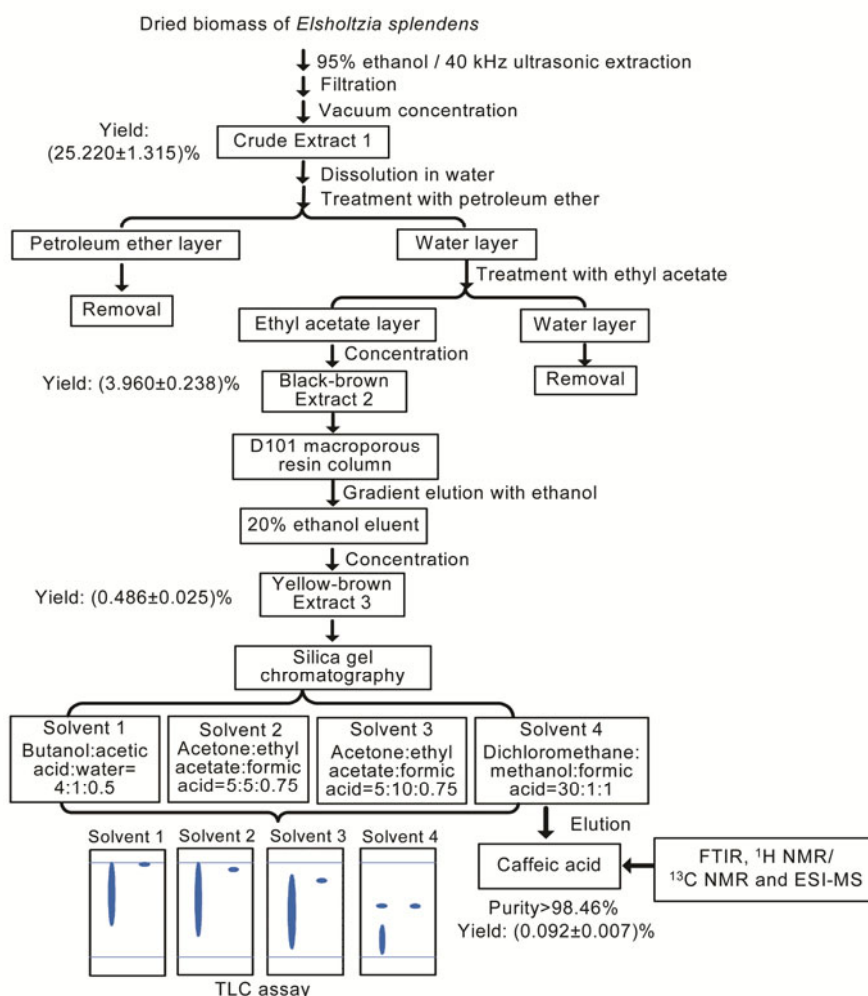 Dried biomass of Elsholtzia splendens
95% ethanol / 40 kHz ultrasonic extraction
Filtration
Vacuum concentration
Yield:
(25.220±1.315)%
Crude Extract 1
Dissolution in water
Treatment with petroleum ether
Petroleum ether layer
Water layer
Treatment with ethyl acetate
Removal
Ethyl acetate layer
Water layer
Concentration
Removal
Yield: (3.960±0.238)%
Black-brown
Extract 2
D101 macroporous
resin column
Gradient elution with ethanol
20% ethanol eluent
Concentration
Yield: (0.486±0.025)%
Yellow-brown
Extract 3
Silica gel
chromatography
Solvent 1
Butanol:acetic
acid:water=
4:1:0.5
Solvent 2
Acetone:ethyl
acetate:formic
acid=5:5:0.75
Solvent 3
Acetone:ethyl
acetate:formic
acid=5:10:0.75
Solvent 4
Dichloromethane:
methanol:formic
acid=30:1:1
Solvent 1
Solvent 2
Solvent 3
Solvent 4
Elution
Caffeic acid
FTIR, ¹H NMR/
¹³C NMR and ESI-MS
Purity>98.46%
Yield: (0.092±0.007)%
TLC assay